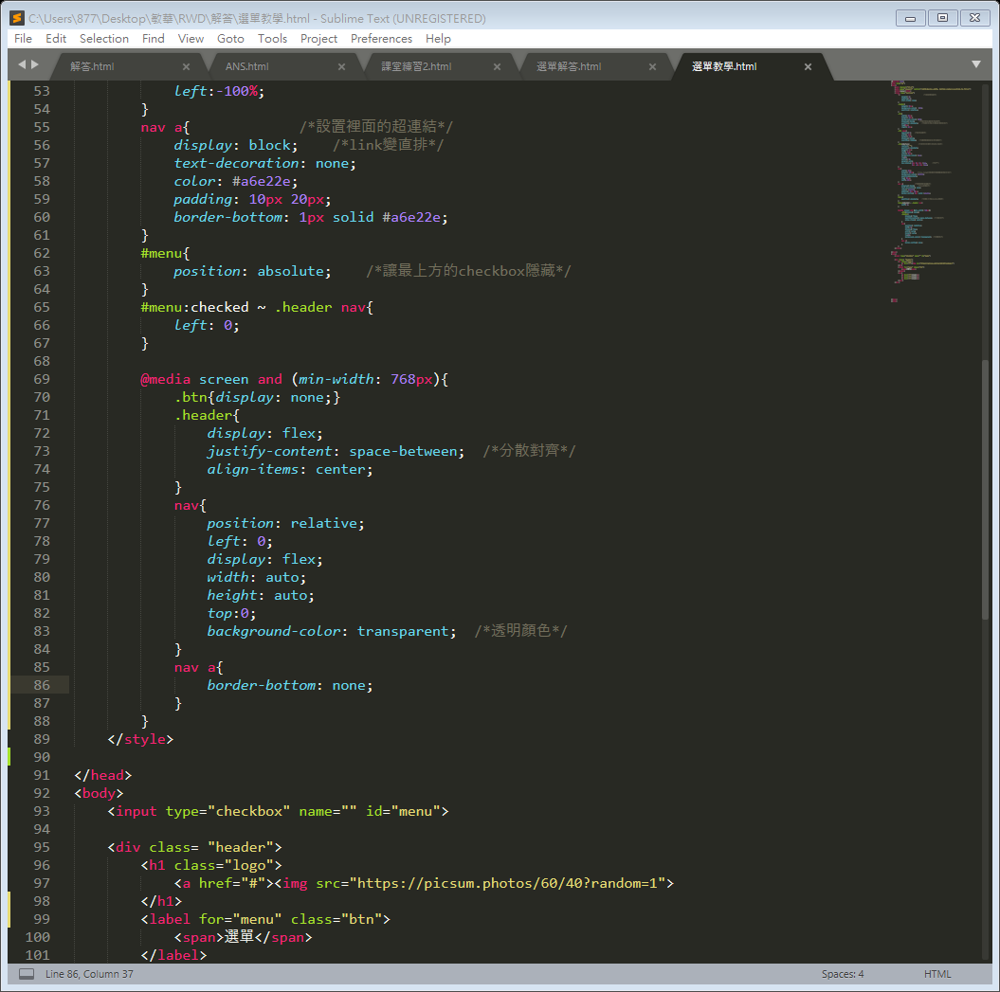 C:\Users\877\Desktop\敏華\RWD\解答\選單教學.html - Sublime Text (UNREGISTERED)
File Edit Selection Find View Goto Tools Project Preferences Help
解答.html × ANS.html × 課堂練習2.html × 選單解答.html × 選單教學.html ×
53 left:-100%;
54 }
55 nav a{ /*設置裡面的超連結*/
56 display: block; /*link變直排*/
57 text-decoration: none;
58 color: #a6e22e;
59 padding: 10px 20px;
60 border-bottom: 1px solid #a6e22e;
61 }
62 #menu{
63 position: absolute; /*讓最上方的checkbox隱藏*/
64 }
65 #menu:checked ~ .header nav{
66 left: 0;
67 }
68
69 @media screen and (min-width: 768px){
70 .btn{display: none;}
71 .header{
72 display: flex;
73 justify-content: space-between; /*分散對齊*/
74 align-items: center;
75 }
76 nav{
77 position: relative;
78 left: 0;
79 display: flex;
80 width: auto;
81 height: auto;
82 top:0;
83 background-color: transparent; /*透明顏色*/
84 }
85 nav a{
86 border-bottom: none;
87 }
88 }
89 </style>
90
91 </head>
92 <body>
93 <input type="checkbox" name="" id="menu">
94
95 <div class= "header">
96 <h1 class="logo">
97 <a href="#"><img src="https://picsum.photos/60/40?random=1">
98 </h1>
99 <label for="menu" class="btn">
100 <span>選單</span>
101 </label>
Line 86, Column 37 Spaces: 4 HTML